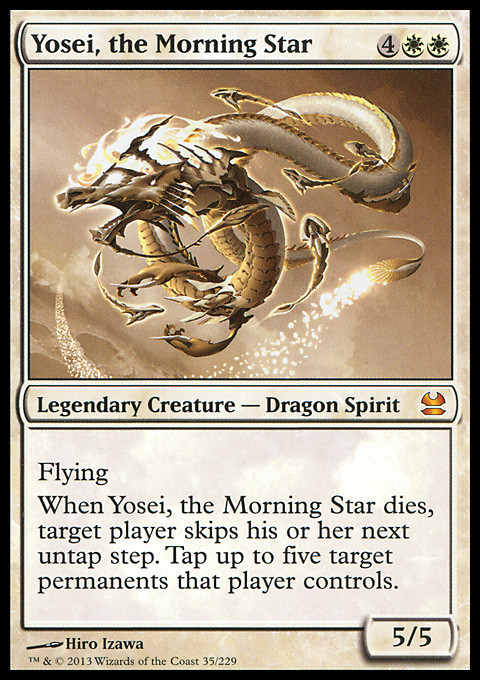 Yosei, the Morning Star 4
Legendary Creature — Dragon Spirit
Flying
When Yosei, the Morning Star dies,
target player skips his or her next
untap step. Tap up to five target
permanents that player controls.
Hiro Izawa
5/5
™ & © 2013 Wizards of the Coast 35/229